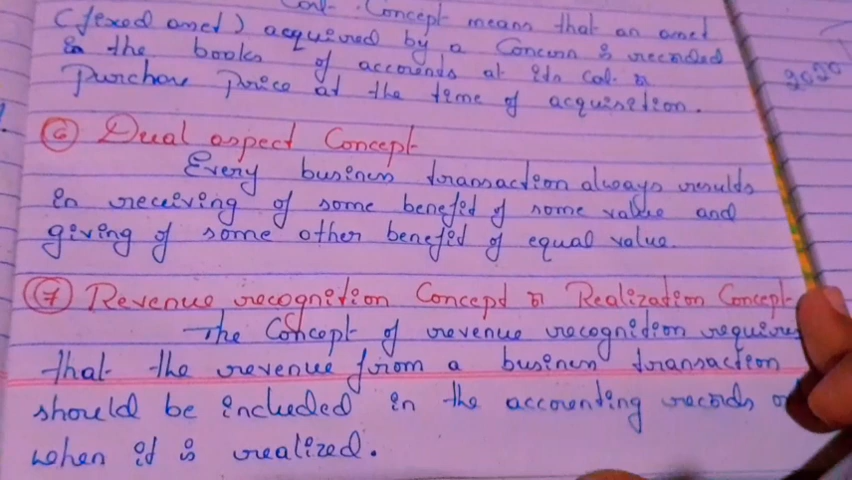 Cost Concept means that an asset
(fixed asset) acquired by a Concern is recorded
in the books of accounts at its Cost or
Purchase Price at the time of acquisition.
⑥ Dual aspect Concept
Every business transaction always results
in receiving of some benefit of some value and
giving of some other benefit of equal value.
⑦ Revenue recognition Concept or Realization Concept
The Concept of revenue recognition requires
that the revenue from a business transaction
should be included in the accounting records
when it is realized.